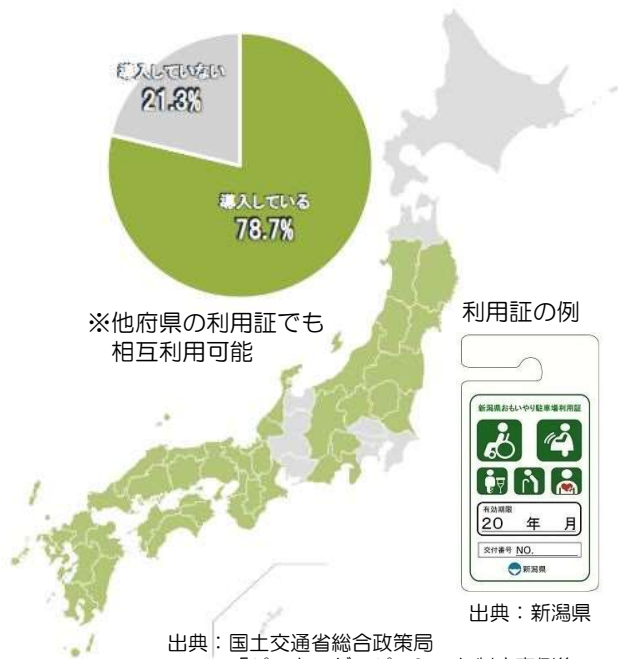 導入していない
21.3%
導入している
78.7%
※他府県の利用証でも
相互利用可能
利用証の例
新潟県おもいやり駐車場利用証
有効期限
20 年 月
交付番号 NO.
新潟県
出典：新潟県
出典：国土交通省総合政策局